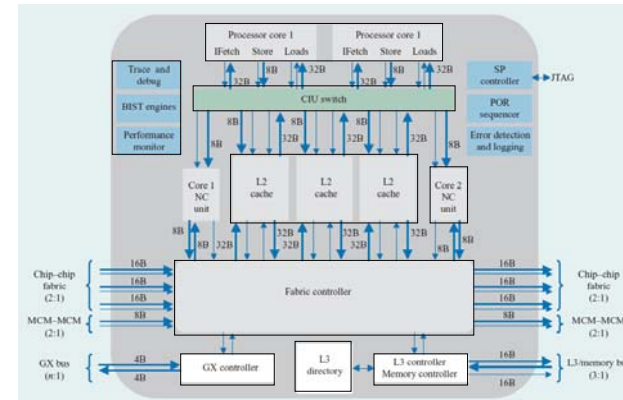 Processor core 1
Processor core 1
IFetch Store Loads
IFetch Store Loads
8B
32B
32B
8B
32B
32B
Trace and
debug
BIST engines
Performance
monitor
SP
controller
JTAG
POR
sequencer
Error detection
and logging
CIU switch
8B
8B
32B
8B
32B
8B
32B
8B
8B
Core 1
NC
unit
L2
cache
L2
cache
L2
cache
Core 2
NC
unit
8B
8B
32B
32B
32B
32B
32B
32B
8B
8B
Chip–chip
fabric
(2:1)
16B
16B
16B
MCM–MCM
(2:1)
8B
Fabric controller
16B
16B
16B
Chip–chip
fabric
(2:1)
8B
MCM–MCM
(2:1)
GX bus
(n:1)
4B
4B
GX controller
L3
directory
L3 controller
Memory controller
16B
16B
L3/memory b
(3:1)